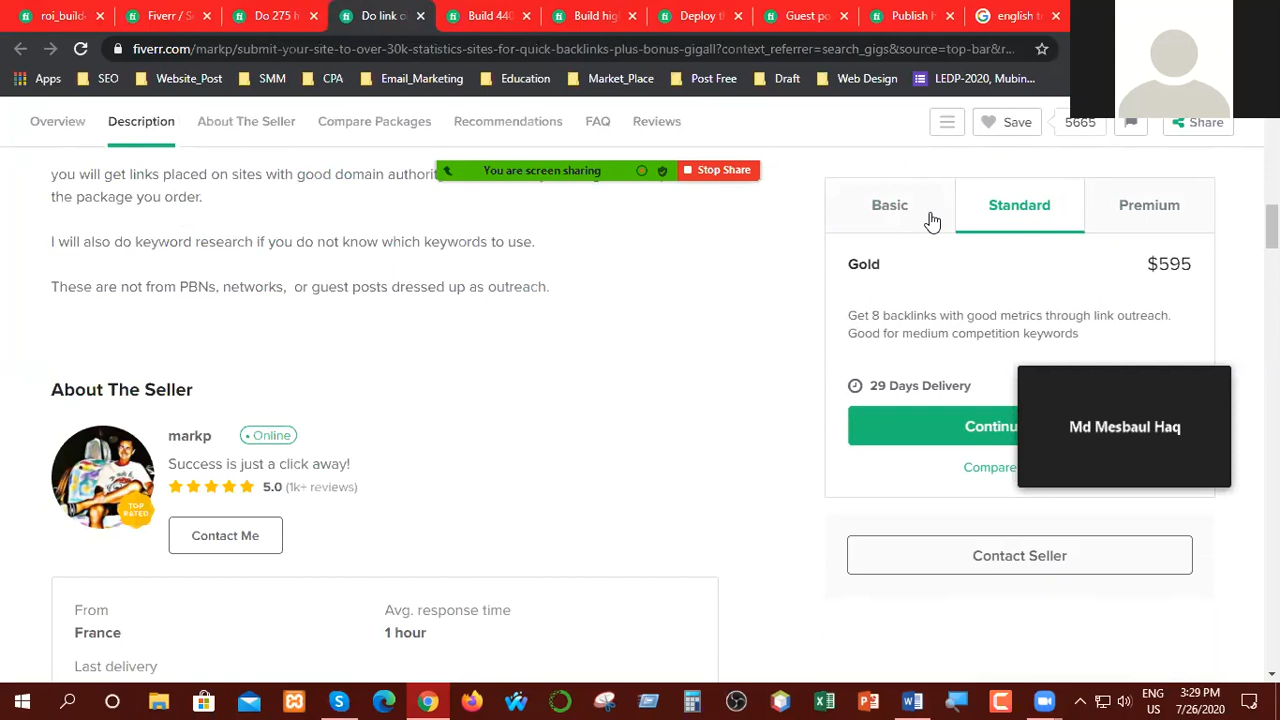 roi_build-
Fiverr / S
Do 275 h
Do link o
Build 440
Build high
Deploy th
Guest po
Publish h
english t
fiverr.com/markp/submit-your-site-to-over-30k-statistics-sites-for-quick-backlinks-plus-bonus-gigall?context_referrer=search_gigs&source=top-bar&r...
Apps
SEO
Website_Post
SMM
CPA
Email_Marketing
Education
Market_Place
Post Free
Draft
Web Design
LEDP-2020, Mubin...
Overview
Description
About The Seller
Compare Packages
Recommendations
FAQ
Reviews
Save
5665
Share
You are screen sharing
Stop Share
you will get links placed on sites with good domain authorit
the package you order.
I will also do keyword research if you do not know which keywords to use.
These are not from PBNs, networks, or guest posts dressed up as outreach.
Basic
Standard
Premium
Gold
$595
Get 8 backlinks with good metrics through link outreach.
Good for medium competition keywords
29 Days Delivery
Continu
Compare
Md Mesbaul Haq
Contact Seller
About The Seller
markp
• Online
Success is just a click away!
5.0 (1k+ reviews)
TOP
RATED
Contact Me
From
France
Avg. response time
1 hour
Last delivery
ENG
US
3:29 PM
7/26/2020